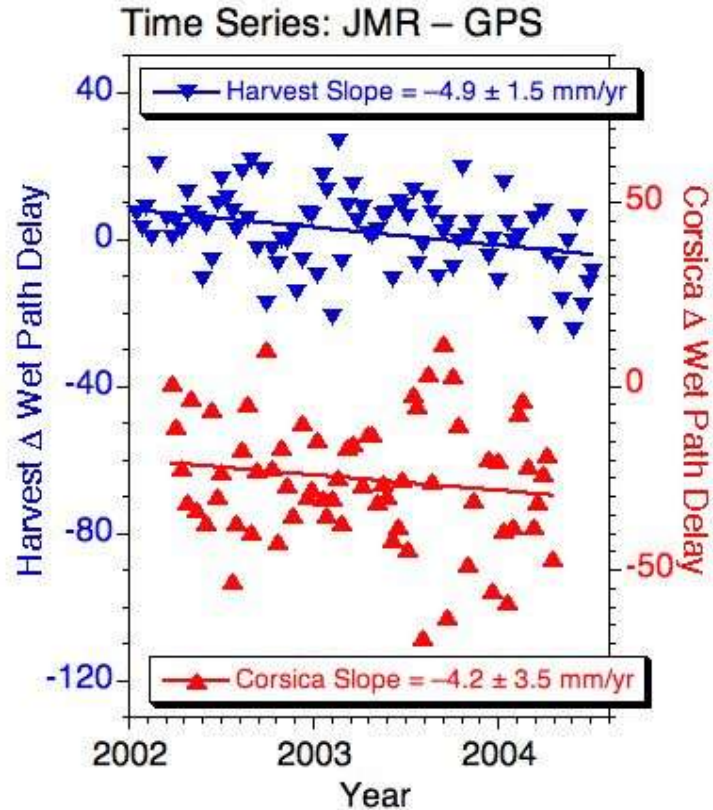 Time Series: JMR – GPS
Harvest Slope = –4.9 ± 1.5 mm/yr
40
0
-40
-80
-120
Harvest Δ Wet Path Delay
50
0
-50
Corsica Δ Wet Path Delay
Corsica Slope = –4.2 ± 3.5 mm/yr
2002 2003 2004
Year